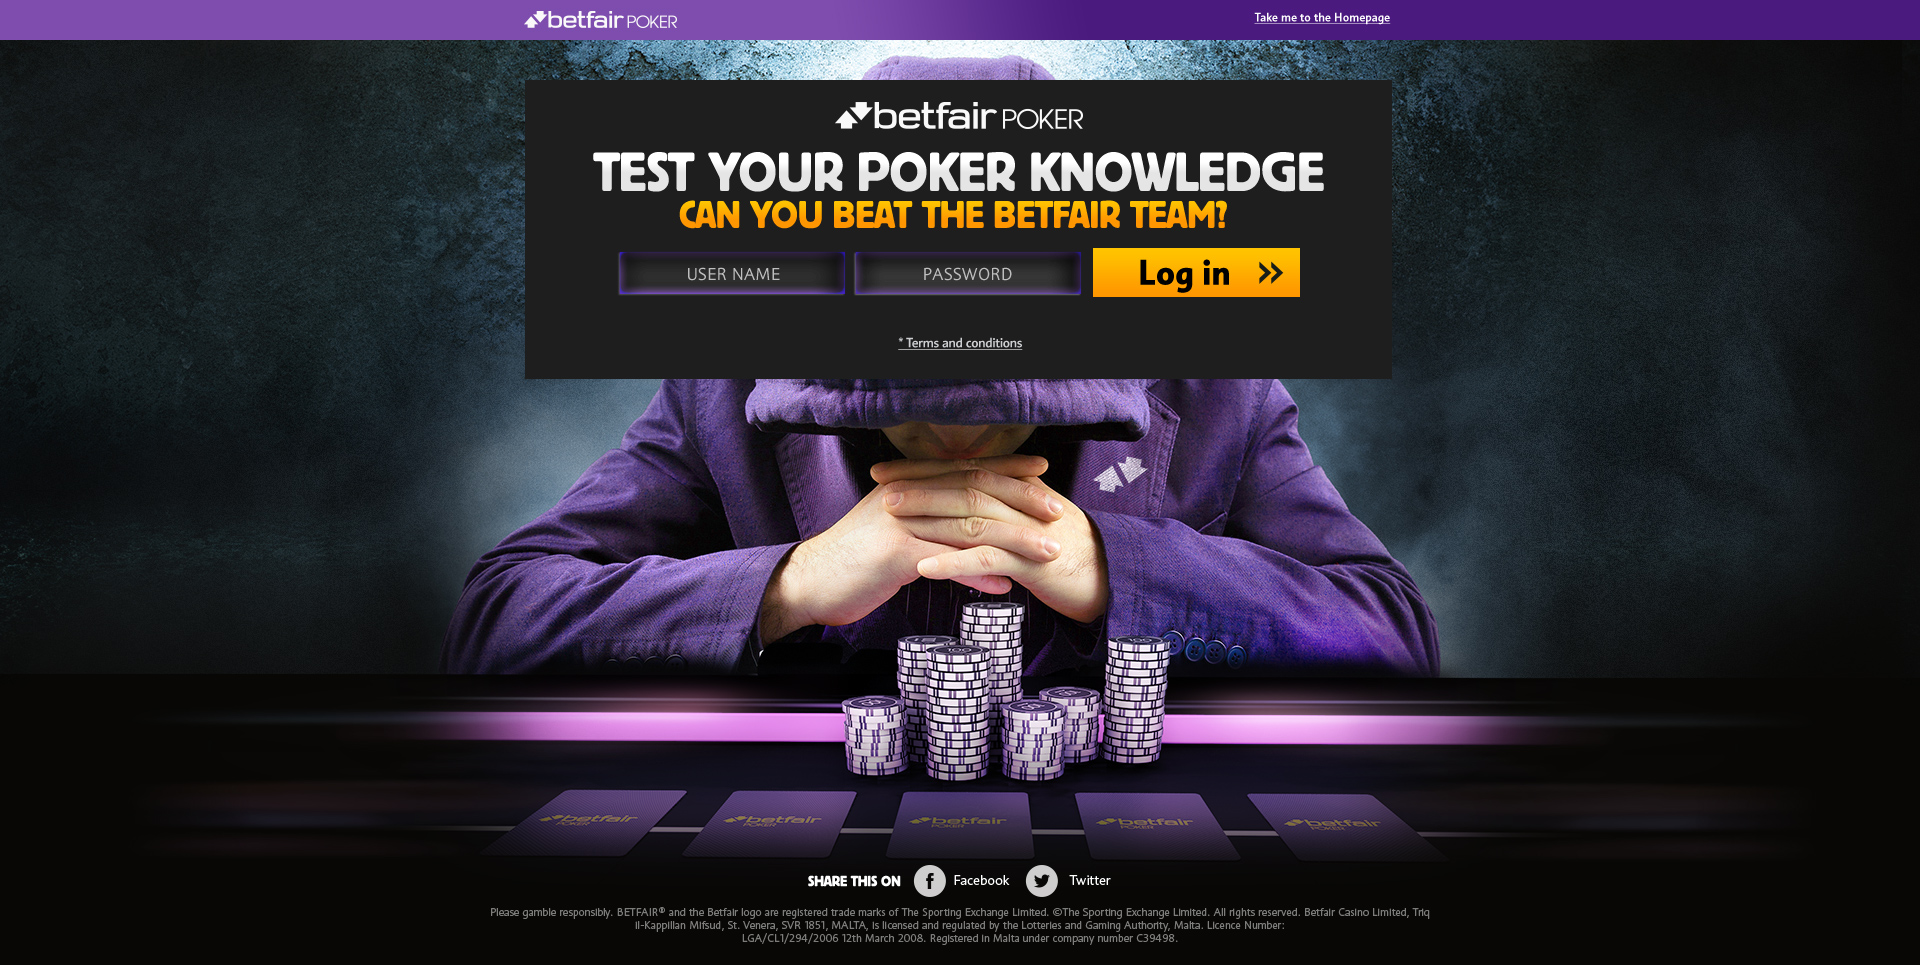 betfair POKER
Take me to the Homepage
betfair POKER
TEST YOUR POKER KNOWLEDGE
CAN YOU BEAT THE BETFAIR TEAM?
USER NAME
PASSWORD
Log in »
* Terms and conditions
100
betfair
POKER
betfair
POKER
betfair
POKER
betfair
POKER
betfair
POKER
SHARE THIS ON
Facebook
Twitter
Please gamble responsibly. BETFAIR® and the Betfair logo are registered trade marks of The Sporting Exchange Limited. ©The Sporting Exchange Limited. All rights reserved. Betfair Casino Limited, Triq
il-Kappillan Mifsud, St. Venera, SVR 1851, MALTA, is licensed and regulated by the Lotteries and Gaming Authority, Malta. Licence Number:
LGA/CL1/294/2006 12th March 2008. Registered in Malta under company number C39498.